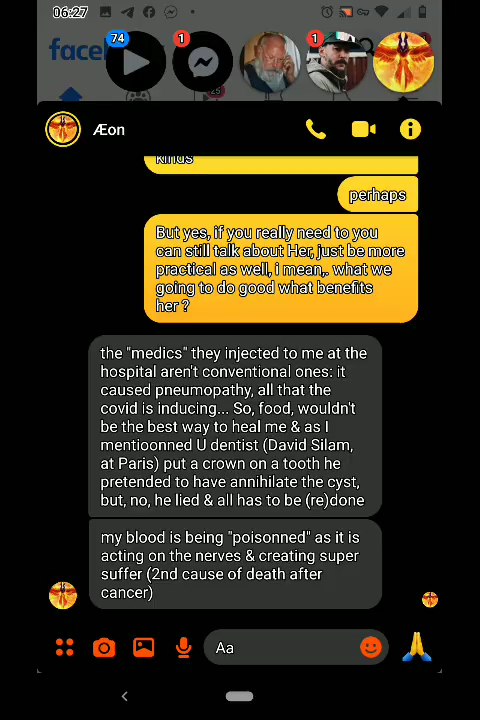 06:27
face
74
1
1
25
Æon
kinds
perhaps
But yes, if you really need to you
can still talk about Her, just be more
practical as well, i mean,. what we
going to do good what benefits
her ?
the "medics" they injected to me at the
hospital aren't conventional ones: it
caused pneumopathy, all that the
covid is inducing... So, food, wouldn't
be the best way to heal me & as I
mentioonned U dentist (David Silam,
at Paris) put a crown on a tooth he
pretended to have annihilate the cyst,
but, no, he lied & all has to be (re)done
my blood is being "poisonned" as it is
acting on the nerves & creating super
suffer (2nd cause of death after
cancer)
Aa